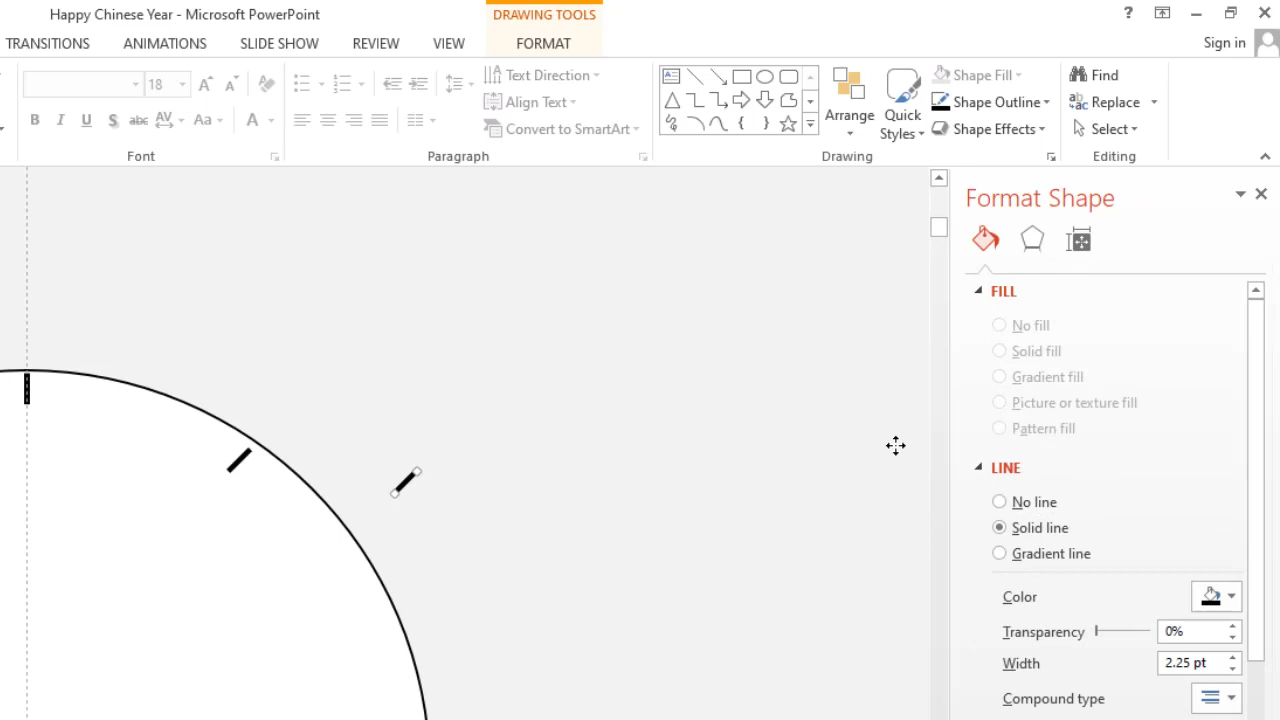 Happy Chinese Year - Microsoft PowerPoint
DRAWING TOOLS
?
TRANSITIONS ANIMATIONS SLIDE SHOW REVIEW VIEW FORMAT
Sign in
18 A A
Text Direction
Shape Fill
Find
B I U S abc AV Aa A
Align Text
Arrange
Quick Styles
Shape Outline
Replace
Convert to SmartArt
Shape Effects
Select
Font Paragraph Drawing Editing
Format Shape
FILL
No fill
Solid fill
Gradient fill
Picture or texture fill
Pattern fill
LINE
No line
Solid line
Gradient line
Color
Transparency 0%
Width 2.25 pt
Compound type